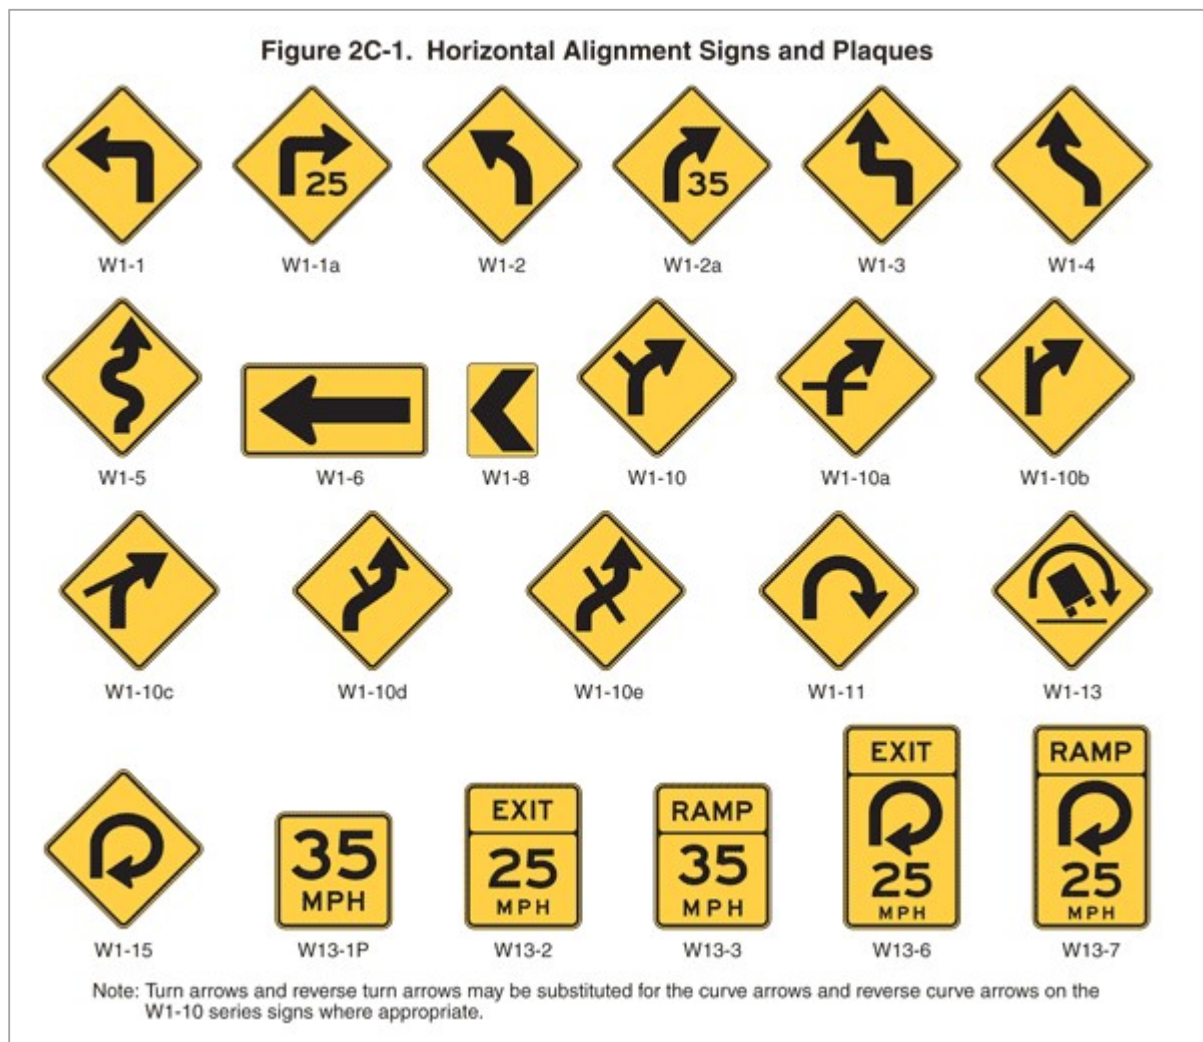 Figure 2C-1. Horizontal Alignment Signs and Plaques
25
35
W1-1
W1-1a
W1-2
W1-2a
W1-3
W1-4
W1-5
W1-6
W1-8
W1-10
W1-10a
W1-10b
W1-10c
W1-10d
W1-10e
W1-11
W1-13
35
MPH
EXIT
25
MPH
RAMP
35
MPH
EXIT
25
MPH
RAMP
25
MPH
W1-15
W13-1P
W13-2
W13-3
W13-6
W13-7
Note: Turn arrows and reverse turn arrows may be substituted for the curve arrows and reverse curve arrows on the
W1-10 series signs where appropriate.